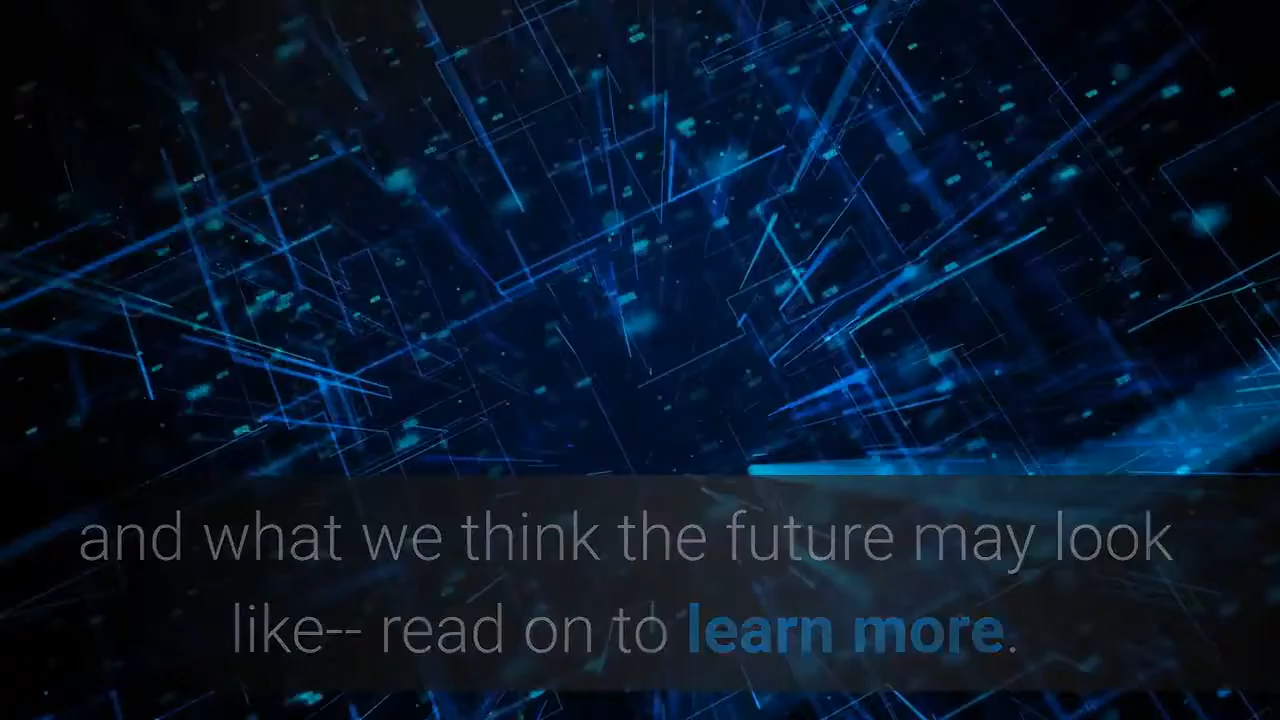 and what we think the future may look
like-- read on to learn more.